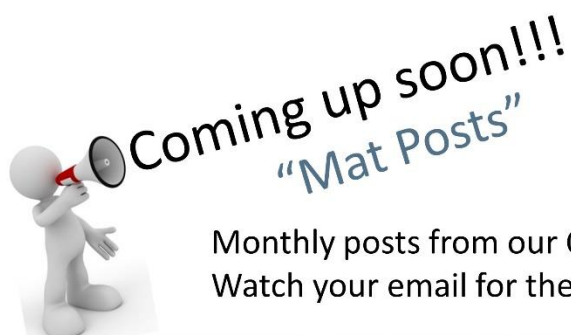 Coming up soon!!!
“Mat Posts”
Monthly posts from our
Watch your email for the